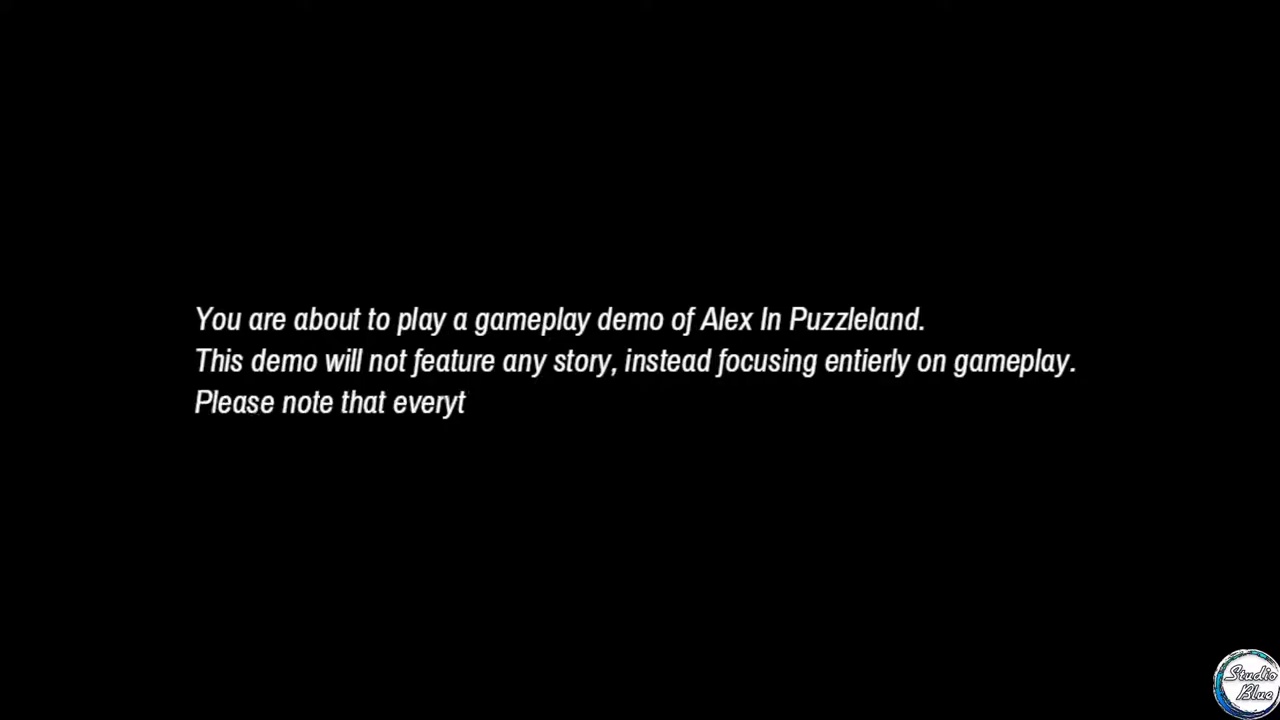 You are about to play a gameplay demo of Alex In Puzzleland.
This demo will not feature any story, instead focusing entierly on gameplay.
Please note that everyt
Studio
Blue